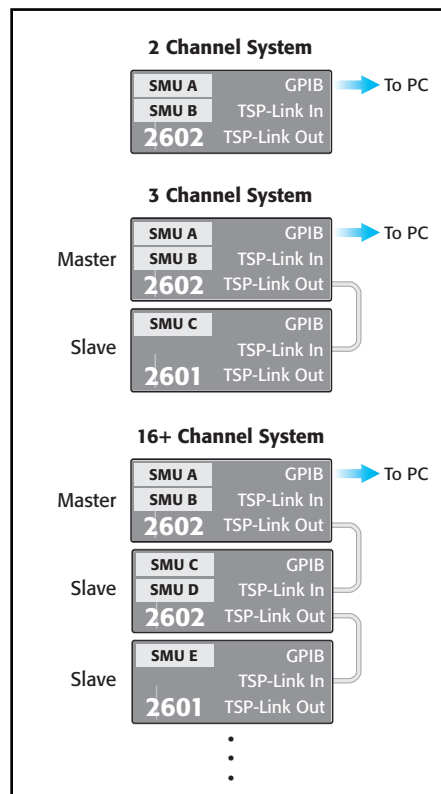 2 Channel System
SMU A GPIB To PC
SMU B TSP-Link In
2602 TSP-Link Out
3 Channel System
SMU A GPIB To PC
Master SMU B TSP-Link In
2602 TSP-Link Out
SMU C GPIB
Slave TSP-Link In
2601 TSP-Link Out
16+ Channel System
SMU A GPIB To PC
Master SMU B TSP-Link In
2602 TSP-Link Out
SMU C GPIB
Slave SMU D TSP-Link In
2602 TSP-Link Out
SMU E GPIB
Slave TSP-Link In
2601 TSP-Link Out